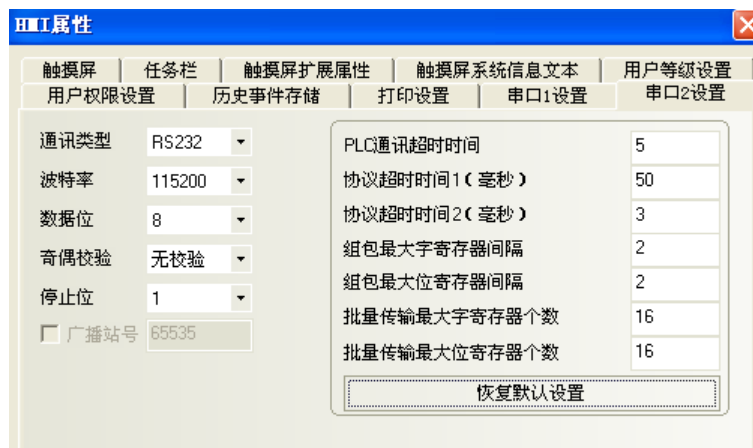 HMI属性
触摸屏 任务栏 触摸屏扩展属性 触摸屏系统信息文本 用户等级设置
用户权限设置 历史事件存储 打印设置 串口1设置 串口2设置
通讯类型 RS232
波特率 115200
数据位 8
奇偶校验 无校验
停止位 1
广播站号 65535
PLC通讯超时时间 5
协议超时时间1(毫秒) 50
协议超时时间2(毫秒) 3
组包最大字寄存器间隔 2
组包最大位寄存器间隔 2
批量传输最大字寄存器个数 16
批量传输最大位寄存器个数 16
恢复默认设置